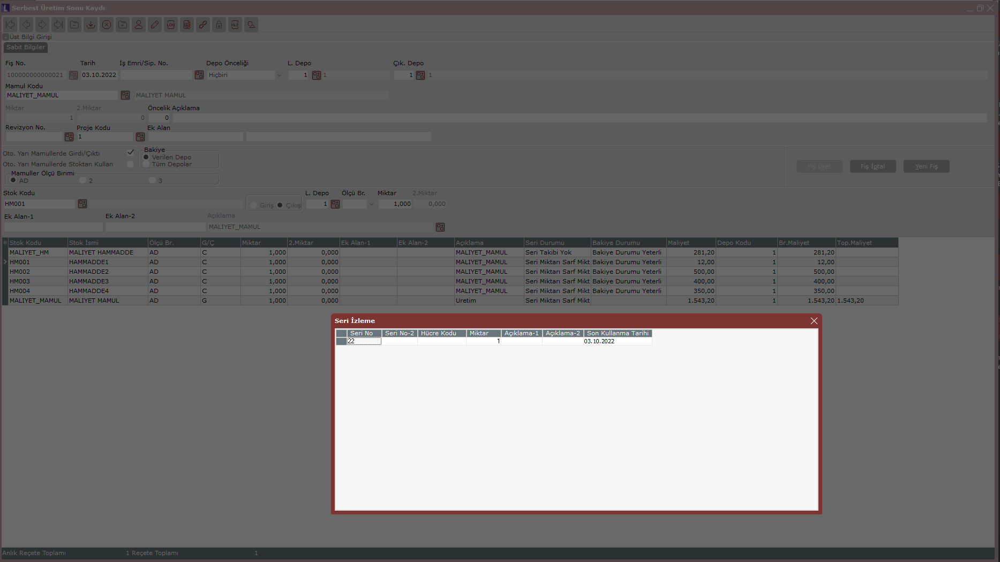 Serbest Üretim Sonu Kaydı
LOG
XLS
Üst Bilgi Girişi
Sabit Bilgiler
Fiş No. Tarih İş Emri/Sip. No. Depo Önceliği L. Depo Çık. Depo
100000000000021 03.10.2022 Hiçbiri 1 1 1 1
Mamul Kodu
MALIYET_MAMUL MALIYET MAMUL
Miktar 2.Miktar Öncelik Açıklama
1 0 0
Revizyon No. Proje Kodu Ek Alan
1
Oto. Yarı Mamullerde Girdi/Çıktı
Oto. Yarı Mamullerde Stoktan Kullan
Bakiye
Verilen Depo
Tüm Depolar
Mamuller Ölçü Birimi
AD 2 3
Fiş Üret Fiş İptal Yeni Fiş
Stok Kodu L. Depo Ölçü Br. Miktar 2.Miktar
HM001 Giriş Çıkış 1 1,000 0,000
Ek Alan-1 Ek Alan-2 Açıklama
MALIYET_MAMUL
Stok Kodu Stok İsmi Ölçü Br. G/Ç Miktar 2.Miktar Ek Alan-1 Ek Alan-2 Açıklama Seri Durumu Bakiye Durumu Maliyet Depo Kodu Br.Maliyet Top.Maliyet
MALIYET_HM MALIYET HAMMADDE AD C 1,000 0,000 MALIYET_MAMUL Seri Takibi Yok Bakiye Durumu Yeterli 281,20 1 281,20
HM001 HAMMADDE1 AD C 1,000 0,000 MALIYET_MAMUL Seri Miktarı Sarf Mikt Bakiye Durumu Yeterli 12,00 1 12,00
HM002 HAMMADDE2 AD C 1,000 0,000 MALIYET_MAMUL Seri Miktarı Sarf Mikt Bakiye Durumu Yeterli 500,00 1 500,00
HM003 HAMMADDE3 AD C 1,000 0,000 MALIYET_MAMUL Seri Miktarı Sarf Mikt Bakiye Durumu Yeterli 400,00 1 400,00
HM004 HAMMADDE4 AD C 1,000 0,000 MALIYET_MAMUL Seri Miktarı Sarf Mikt Bakiye Durumu Yeterli 350,00 1 350,00
MALIYET_MAMUL MALIYET MAMUL AD G 1,000 0,000 Uretim Seri Miktarı Sarf Mikt 1.543,20 1 1.543,20 1.543,20
Seri İzleme
Seri No Seri No-2 Hücre Kodu Miktar Açıklama-1 Açıklama-2 Son Kullanma Tarihi
22 1 03.10.2022
Anlık Reçete Toplamı 1 Reçete Toplamı 1